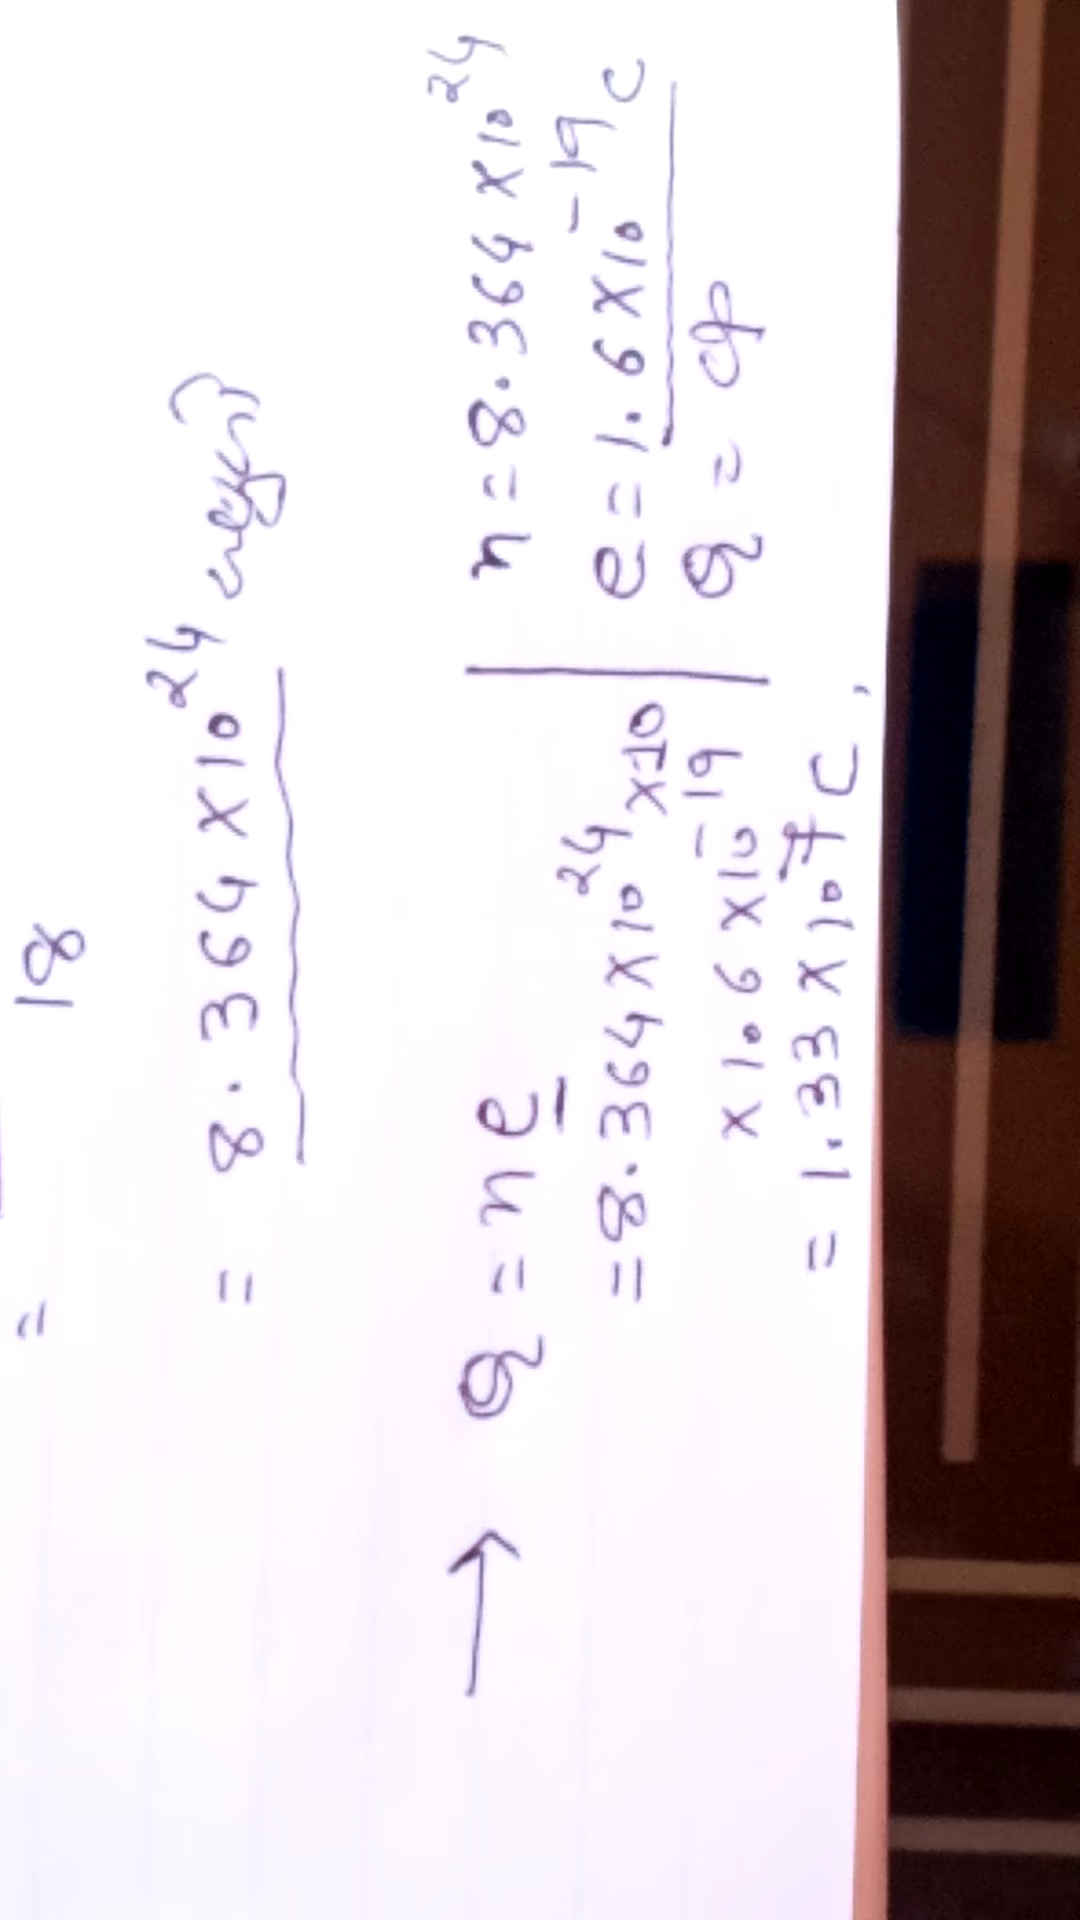 =
18
= 8.364 × 10²⁴
→ q = ne
= 8.364 × 10²⁴ × 10
× 1.6 × 10⁻¹⁹
= 1.33 × 10⁷ C.
n = 8.364 × 10²⁴
e = 1.6 × 10⁻¹⁹ C
q =